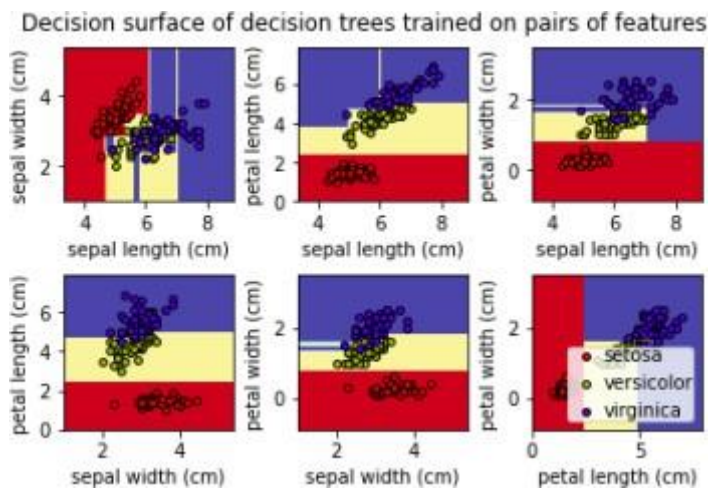 Decision surface of decision trees trained on pairs of features
sepal width (cm)
4
2
4 6 8
sepal length (cm)
petal length (cm)
6
4
2
0
4 6 8
sepal length (cm)
petal width (cm)
2
0
4 6 8
sepal length (cm)
petal length (cm)
6
4
2
0
2 4
sepal width (cm)
petal width (cm)
2
0
2 4
sepal width (cm)
petal width (cm)
2
0
setosa
versicolor
virginica
0 5
petal length (cm)